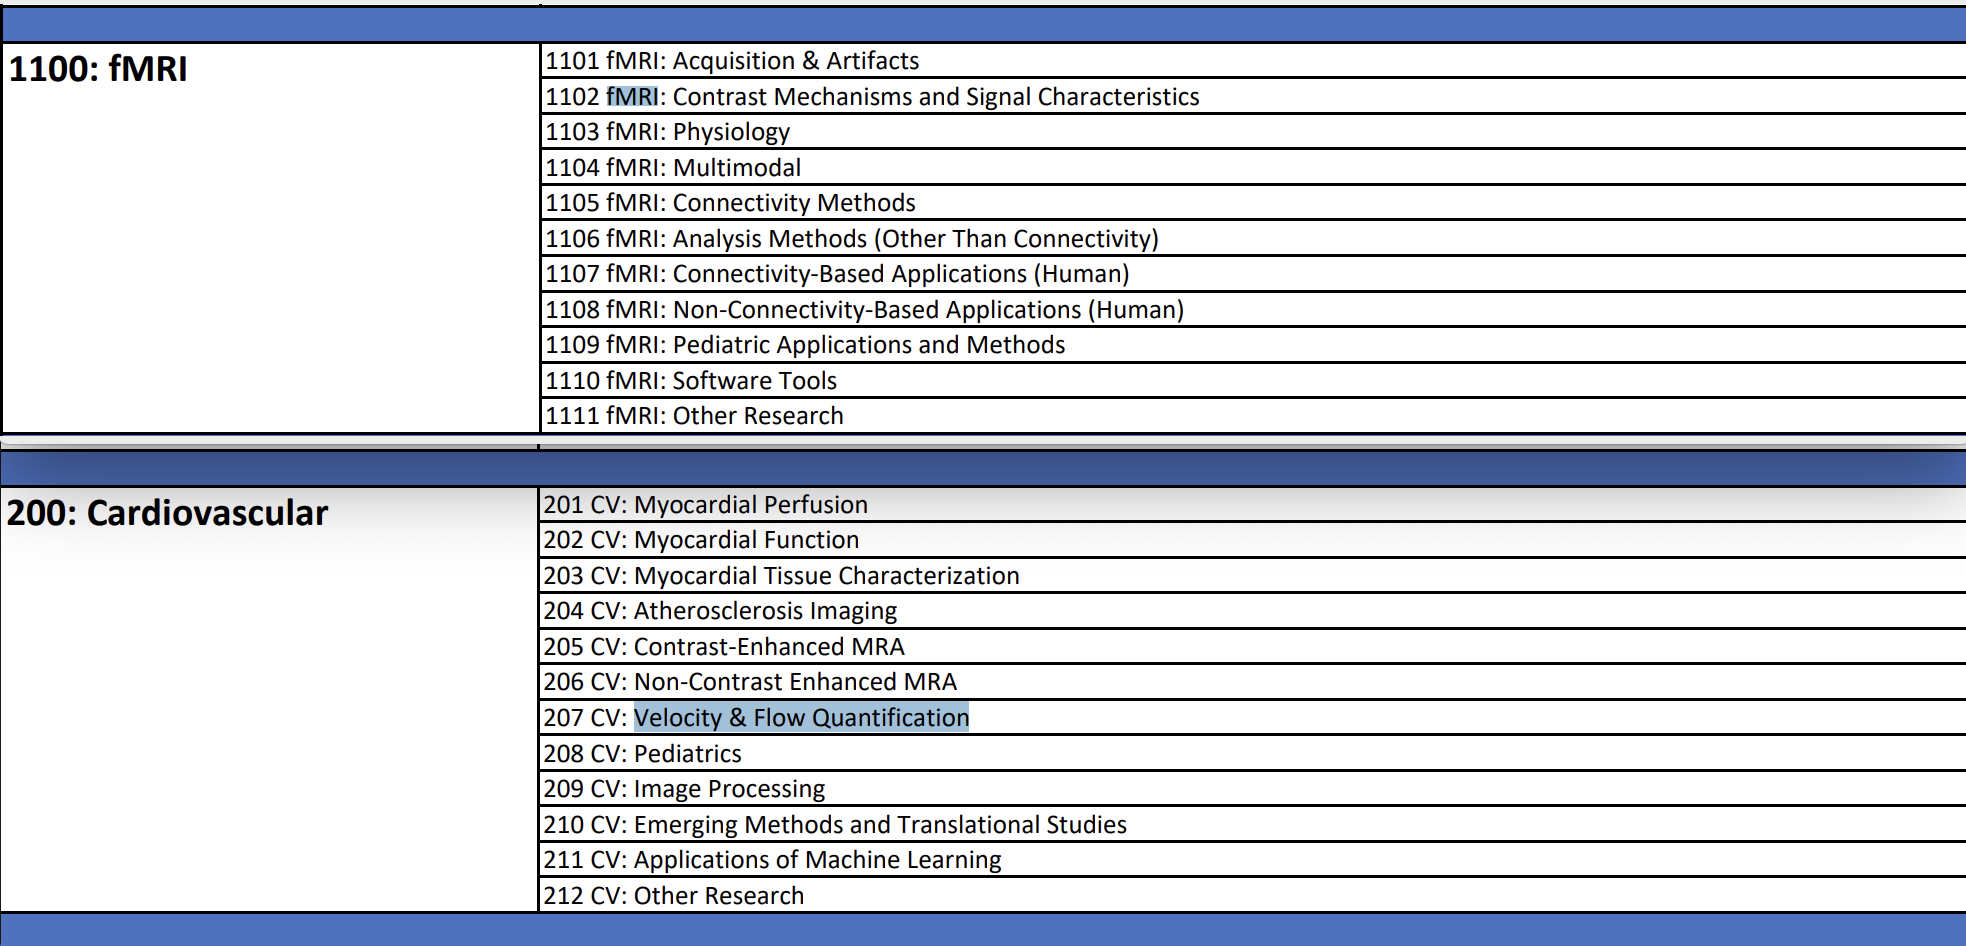 1100: fMRI
1101 fMRI: Acquisition & Artifacts
1102 fMRI: Contrast Mechanisms and Signal Characteristics
1103 fMRI: Physiology
1104 fMRI: Multimodal
1105 fMRI: Connectivity Methods
1106 fMRI: Analysis Methods (Other Than Connectivity)
1107 fMRI: Connectivity-Based Applications (Human)
1108 fMRI: Non-Connectivity-Based Applications (Human)
1109 fMRI: Pediatric Applications and Methods
1110 fMRI: Software Tools
1111 fMRI: Other Research
200: Cardiovascular
201 CV: Myocardial Perfusion
202 CV: Myocardial Function
203 CV: Myocardial Tissue Characterization
204 CV: Atherosclerosis Imaging
205 CV: Contrast-Enhanced MRA
206 CV: Non-Contrast Enhanced MRA
207 CV: Velocity & Flow Quantification
208 CV: Pediatrics
209 CV: Image Processing
210 CV: Emerging Methods and Translational Studies
211 CV: Applications of Machine Learning
212 CV: Other Research